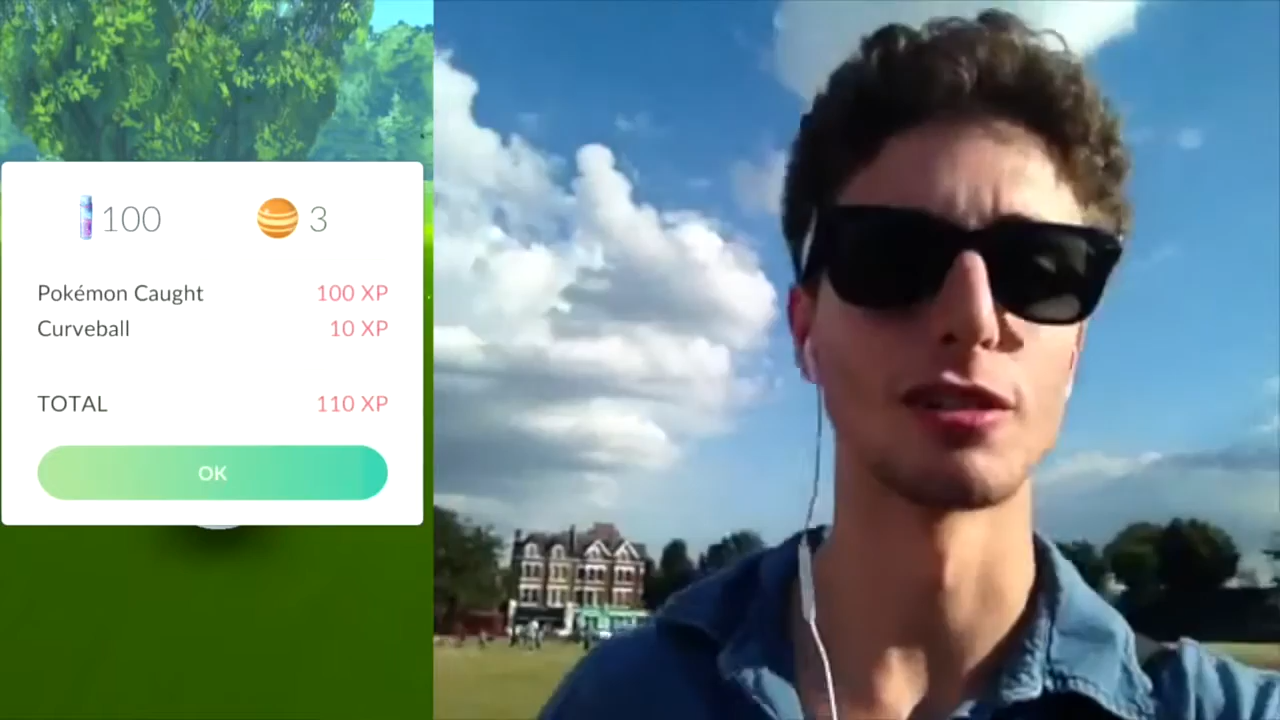 100 3
Pokémon Caught 100 XP
Curveball 10 XP
TOTAL 110 XP
OK